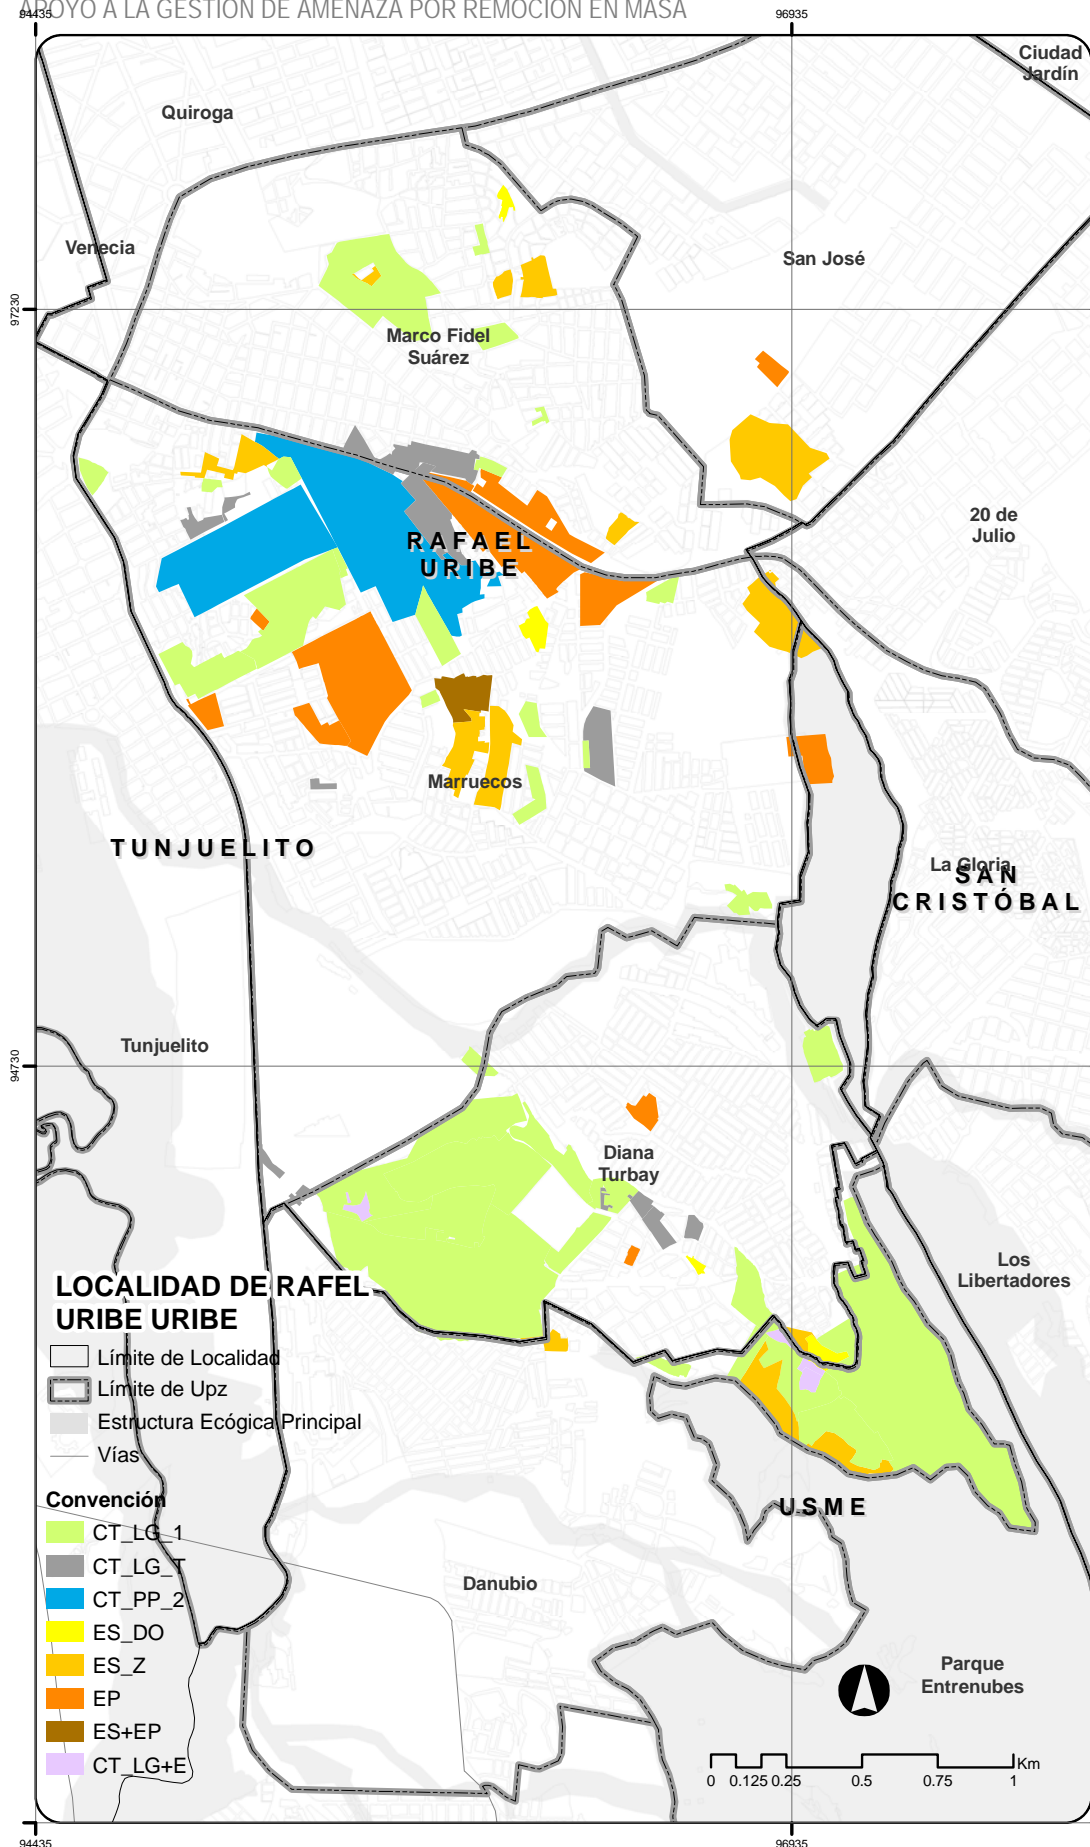 APOYO A LA GESTION DE AMENAZA POR REMOCION EN MASA
94435
96935
Ciudad
Jardín
Quiroga
Venecia
San José
97230
Marco Fidel
Suárez
20 de
Julio
RAFAEL
URIBE
Marruecos
TUNJUELITO
La Gloria
SAN
CRISTÓBAL
Tunjuelito
94730
Diana
Turbay
Los
Libertadores
LOCALIDAD DE RAFEL
URIBE URIBE
Límite de Localidad
Límite de Upz
Estructura Ecógica Principal
Vías
Convención
CT_LG_1
CT_LG_T
CT_PP_2
ES_DO
ES_Z
EP
ES+EP
CT_LG+E
USME
Danubio
Parque
Entrenubes
Km
0 0.125 0.25 0.5 0.75 1
94435
96935